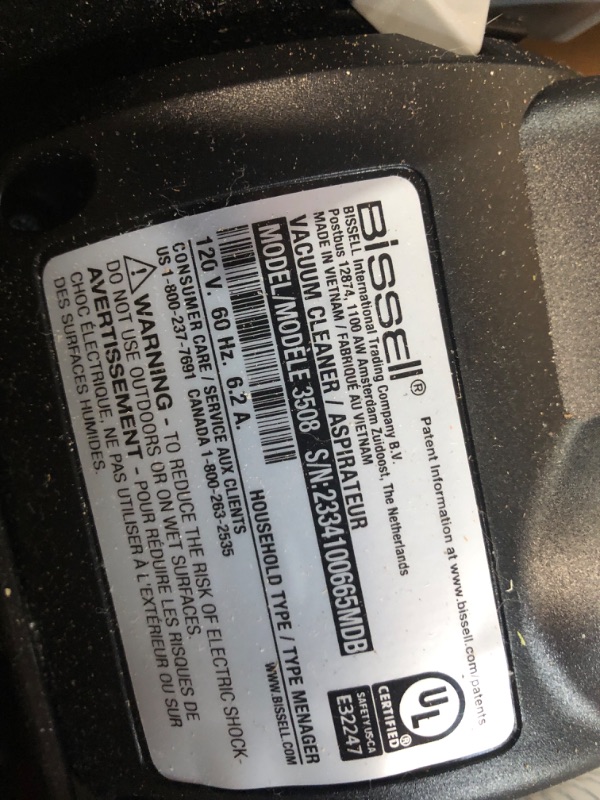 BISSELL®
Patent Information at www.bissell.com/patents
BISSELL International Trading Company B.V.
Postbus 12874, 1100 AW Amsterdam Zuidoost, The Netherlands
MADE IN VIETNAM / FABRIQUÉ AU VIETNAM
VACUUM CLEANER / ASPIRATEUR
MODEL/MODÈLE 3508 S/N:2334100665MDB
UL
CERTIFIED®
SAFETY US-CA
E32247
120 V. 60 Hz. 6.2 A.
HOUSEHOLD TYPE / TYPE MENAGER
CONSUMER CARE / SERVICE AUX CLIENTS
US 1-800-237-7691 CANADA 1-800-263-2535
WWW.BISSELL.COM
WARNING - TO REDUCE THE RISK OF ELECTRIC SHOCK-
DO NOT USE OUTDOORS OR ON WET SURFACES.
AVERTISSEMENT - POUR RÉDUIRE LES RISQUES DE
CHOC ÉLECTRIQUE, NE PAS UTILISER À L'EXTÉRIEUR OU SUR
DES SURFACES HUMIDES.